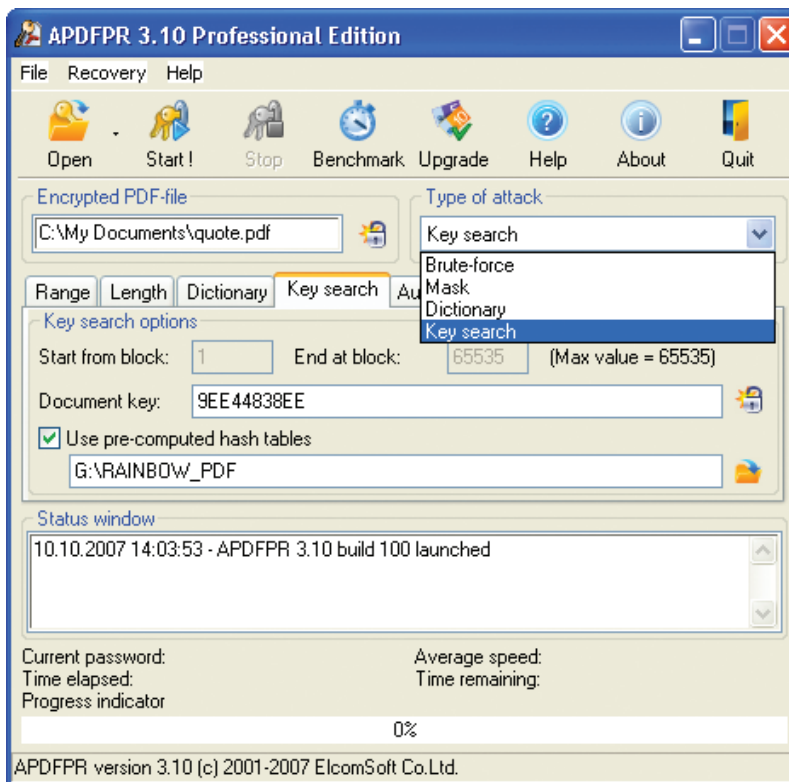 APDFPR 3.10 Professional Edition
File Recovery Help
Open Start! Stop Benchmark Upgrade Help About Quit
Encrypted PDF-file
C:\My Documents\quote.pdf
Type of attack
Key search
Brute-force
Mask
Dictionary
Key search
Range Length Dictionary Key search Au
Key search options
Start from block: 1 End at block: 65535 (Max value = 65535)
Document key: 9EE44838EE
Use pre-computed hash tables
G:\RAINBOW_PDF
Status window
10.10.2007 14:03:53 - APDFPR 3.10 build 100 launched
Current password: Average speed:
Time elapsed: Time remaining:
Progress indicator
0%
APDFPR version 3.10 (c) 2001-2007 ElcomSoft Co.Ltd.